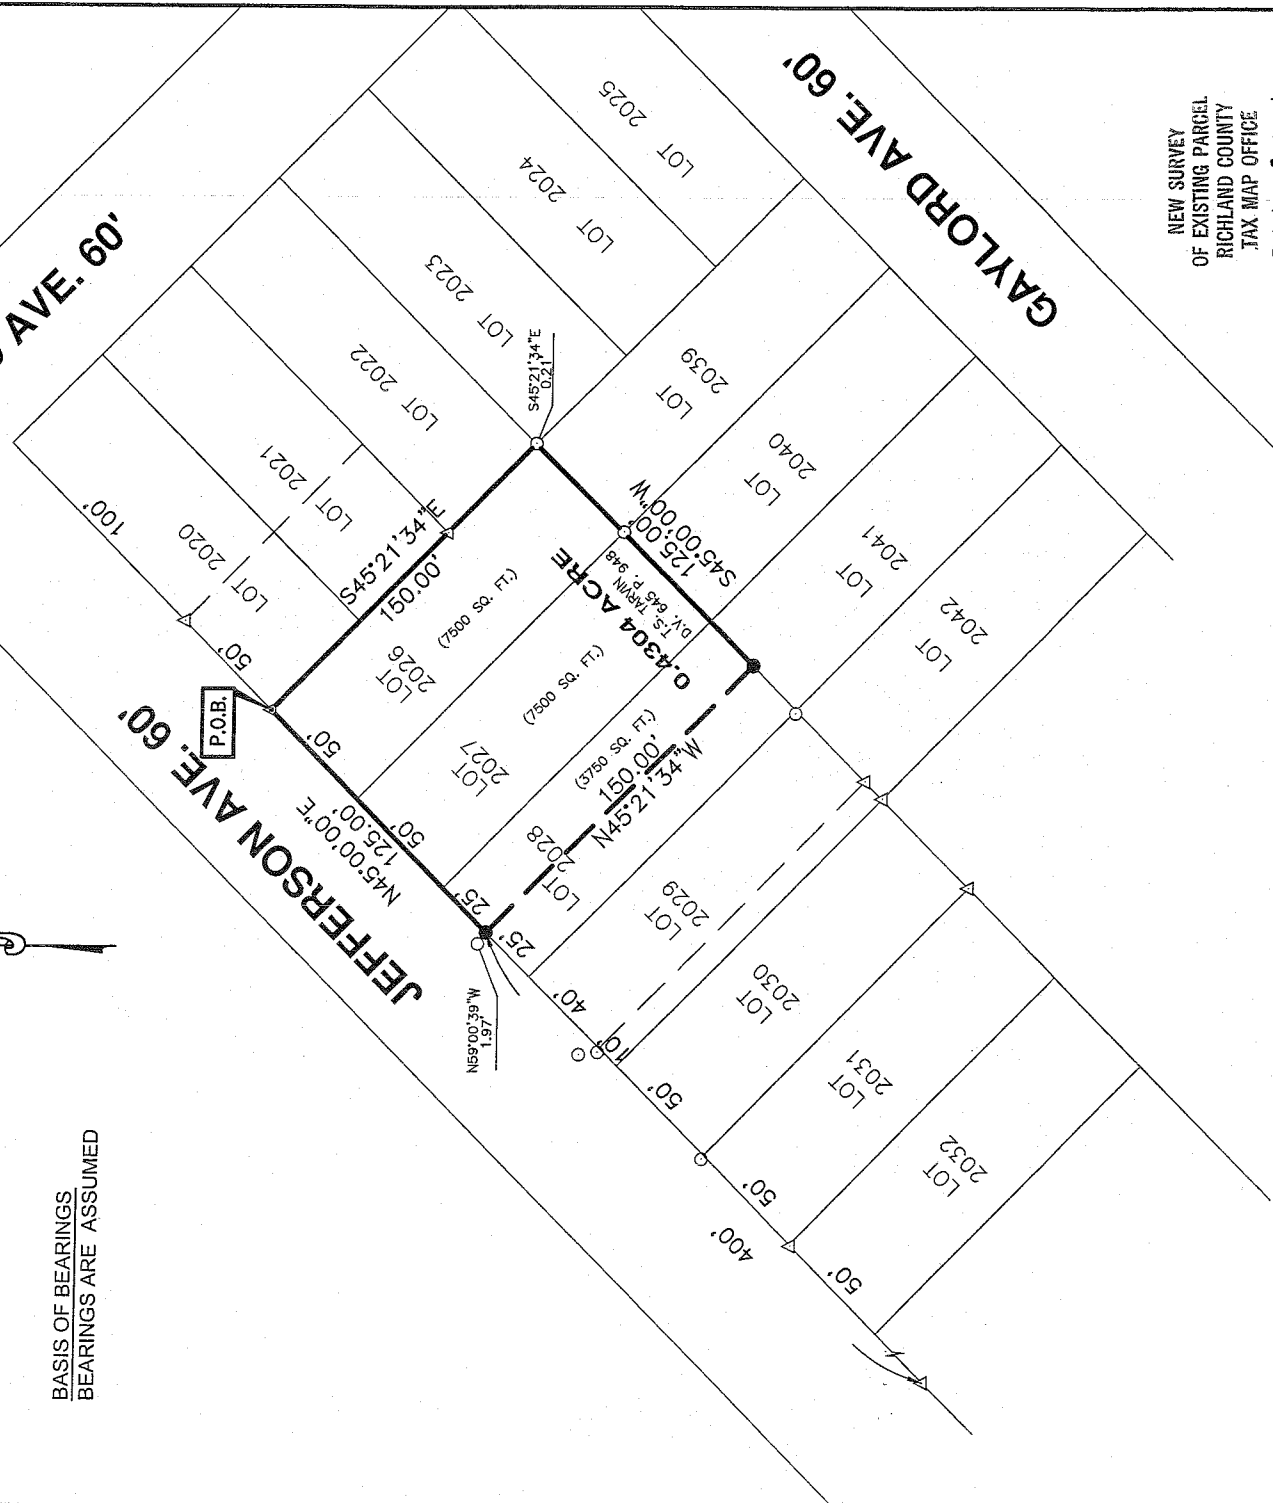 AVE. 60'
GAYLORD AVE. 60'
JEFFERSON AVE. 60'
NEW SURVEY
OF EXISTING PARCEL
RICHLAND COUNTY
TAX MAP OFFICE
BASIS OF BEARINGS
BEARINGS ARE ASSUMED
P.O.B.
100'
50'
LOT 2020
LOT 2021
LOT 2022
LOT 2023
LOT 2024
LOT 2025
S45°21'34"E
150.00'
S45°21'34"E
0.21
LOT
2026
(7500 SQ. FT.)
LOT
2027
(7500 SQ. FT.)
LOT
2028
(3750 SQ. FT.)
0.4304 ACRE
T.S. TARVIN
D.V. 645 P. 948
125.00'
S45°00'00"W
150.00'
N45°21'34"W
N45°00'00"E
125.00'
50'
50'
25'
25'
N59°00'39"W
1.97'
40'
10'
50'
50'
400'
50'
LOT
2029
LOT
2030
LOT
2031
LOT
2032
LOT
2039
LOT
2040
LOT
2041
LOT
2042